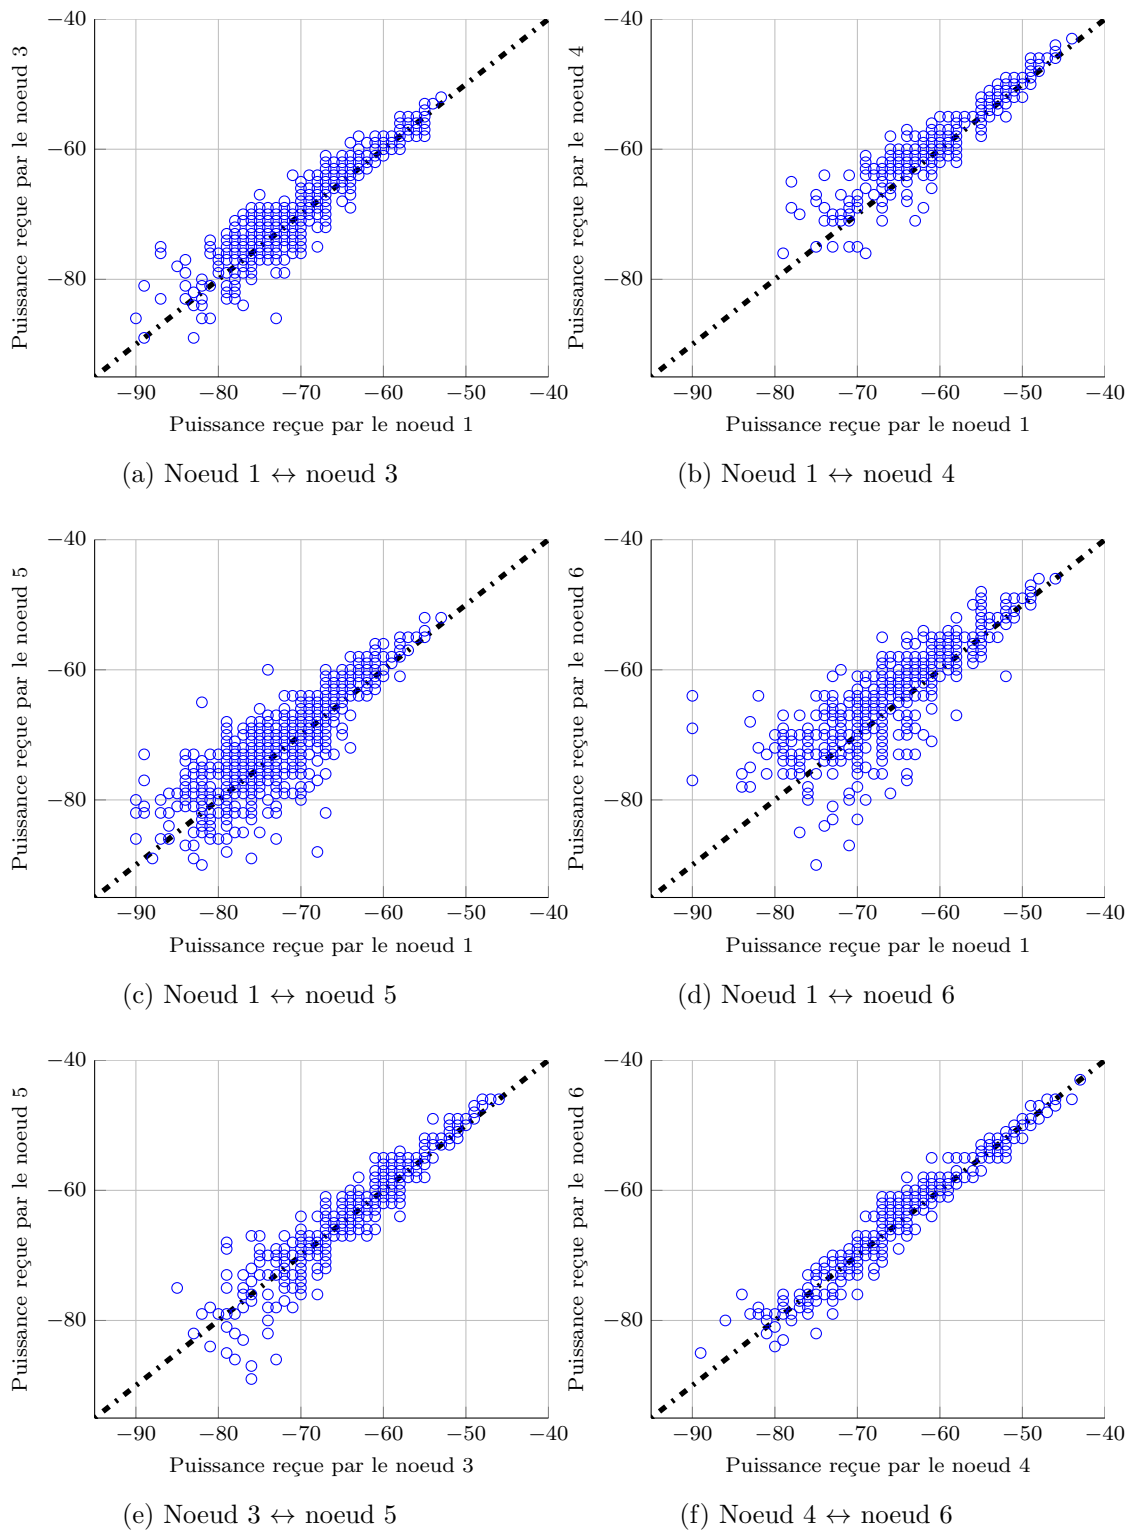 −40
−60
−80
−90 −80 −70 −60 −50 −40
Puissance reçue par le noeud 1
Puissance reçue par le noeud 3
(a) Noeud 1 ↔ noeud 3
−40
−60
−80
−90 −80 −70 −60 −50 −40
Puissance reçue par le noeud 1
Puissance reçue par le noeud 4
(b) Noeud 1 ↔ noeud 4
−40
−60
−80
−90 −80 −70 −60 −50 −40
Puissance reçue par le noeud 1
Puissance reçue par le noeud 5
(c) Noeud 1 ↔ noeud 5
−40
−60
−80
−90 −80 −70 −60 −50 −40
Puissance reçue par le noeud 1
Puissance reçue par le noeud 6
(d) Noeud 1 ↔ noeud 6
−40
−60
−80
−90 −80 −70 −60 −50 −40
Puissance reçue par le noeud 3
Puissance reçue par le noeud 5
(e) Noeud 3 ↔ noeud 5
−40
−60
−80
−90 −80 −70 −60 −50 −40
Puissance reçue par le noeud 4
Puissance reçue par le noeud 6
(f) Noeud 4 ↔ noeud 6